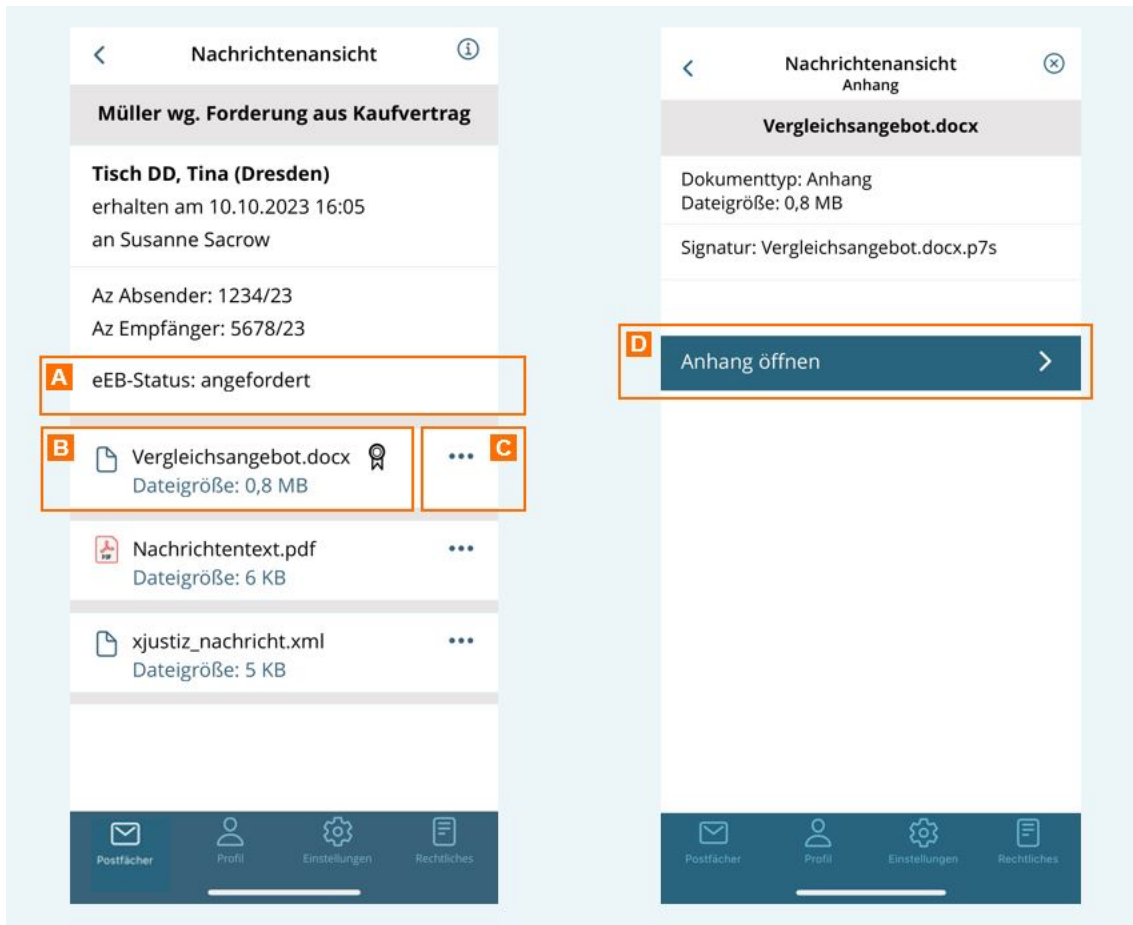 Nachrichtenansicht
Müller wg. Forderung aus Kaufvertrag
Tisch DD, Tina (Dresden)
erhalten am 10.10.2023 16:05
an Susanne Sacrow
Az Absender: 1234/23
Az Empfänger: 5678/23
A
eEB-Status: angefordert
B
Vergleichsangebot.docx
C
Dateigröße: 0,8 MB
PDF
Nachrichtentext.pdf
Dateigröße: 6 KB
xjustiz_nachricht.xml
Dateigröße: 5 KB
Postfächer Profil Einstellungen Rechtliches
Nachrichtenansicht
Anhang
Vergleichsangebot.docx
Dokumenttyp: Anhang
Dateigröße: 0,8 MB
Signatur: Vergleichsangebot.docx.p7s
D
Anhang öffnen
Postfächer Profil Einstellungen Rechtliches